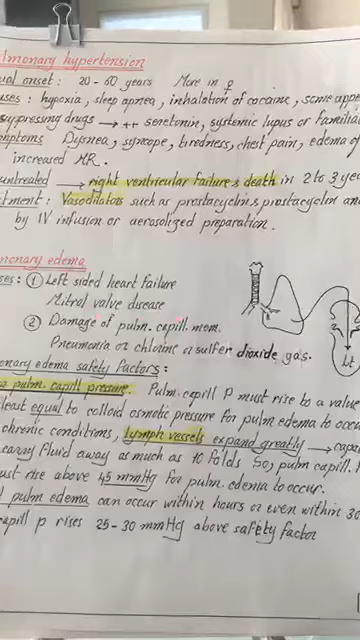 lmonary hypertension
ual onset : 20 - 60 years More in ♀
uses : hypoxia, sleep apnea, inhalation of cocaine, some appe
suppressing drugs → ++ serotonin, systemic lupus or familia
mptoms Dysnea, syncope, tiredness, chest pain, edema of
increased HR.
untreated → right ventricular failure & death in 2 to 3 yea
tment : Vasodilators such as prostacyclins prostacyclin an
by IV infusion or aerosolized preparation.
monary edema
ses : ① Left sided heart failure
Mitral valve disease
② Damage of pulm. capill. mem.
Pneumonia or chlorine or sulfer dioxide gas.
onary edema safety factors :
pulm. capill pressure. Pulm. capill P must rise to a value
least equal to colloid osmotic pressure for pulm edema to occu
chronic conditions, lymph vessels expand greatly → capa
carry fluid away as much as 10 folds So, pulm capill. P
ust rise above 45 mmHg for pulm. edema to occur.
pulm edema can occur within hours or even within 30
capill p rises 25 - 30 mmHg above safety factor